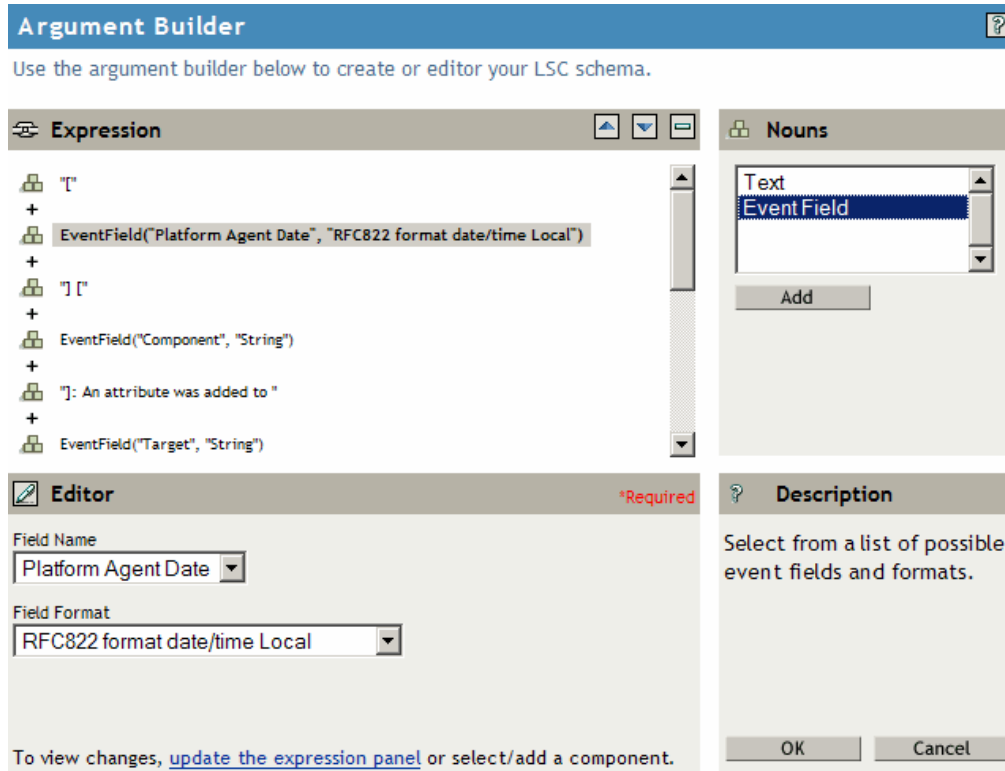 Argument Builder
Use the argument builder below to create or editor your LSC schema.
Expression
"["
+
EventField("Platform Agent Date", "RFC822 format date/time Local")
+
"] ["
+
EventField("Component", "String")
+
"]: An attribute was added to "
+
EventField("Target", "String")
Nouns
Text
Event Field
Add
Editor
*Required
Field Name
Platform Agent Date
Field Format
RFC822 format date/time Local
To view changes, update the expression panel or select/add a component.
? Description
Select from a list of possible
event fields and formats.
OK
Cancel